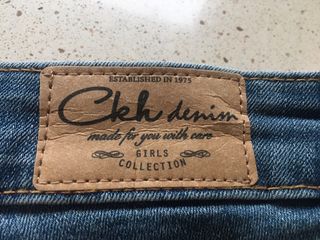 ESTABLISHED IN 1975
Ckh denim
made for you with care
GIRLS
COLLECTION